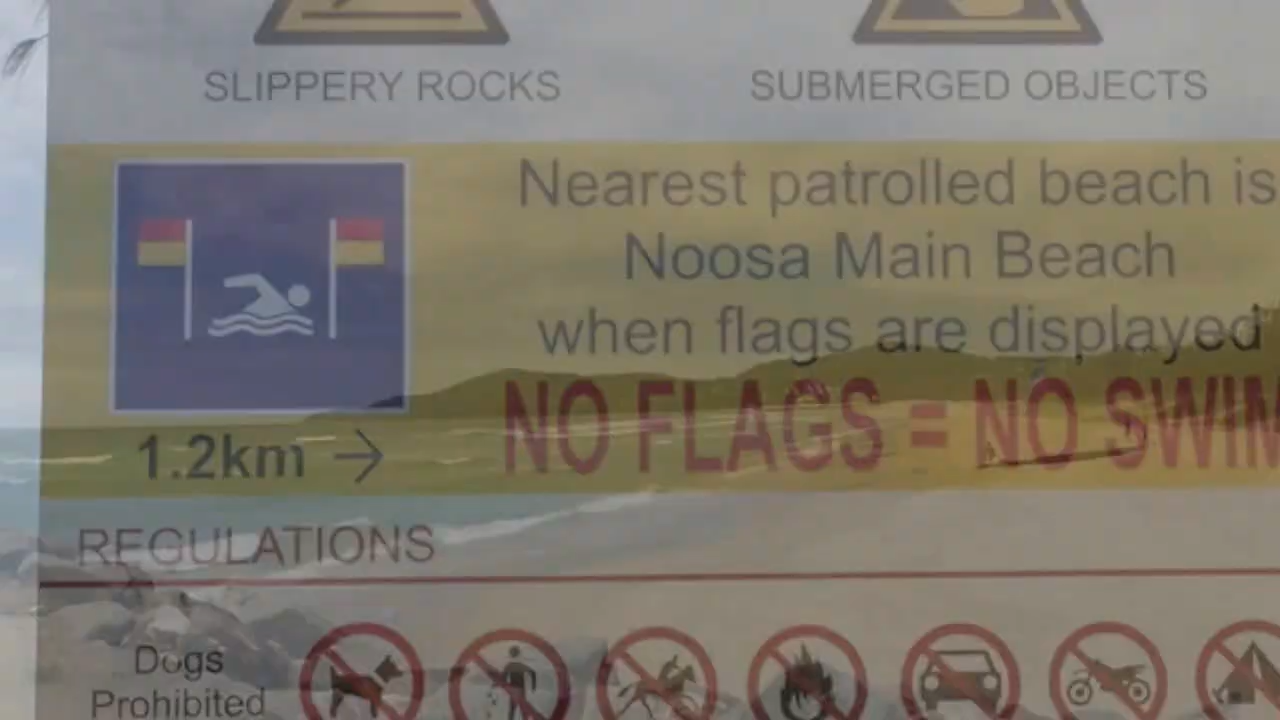 SLIPPERY ROCKS
SUBMERGED OBJECTS
Nearest patrolled beach is
Noosa Main Beach
when flags are displayed
NO FLAGS = NO SWIM
1.2km →
REGULATIONS
Dogs
Prohibited